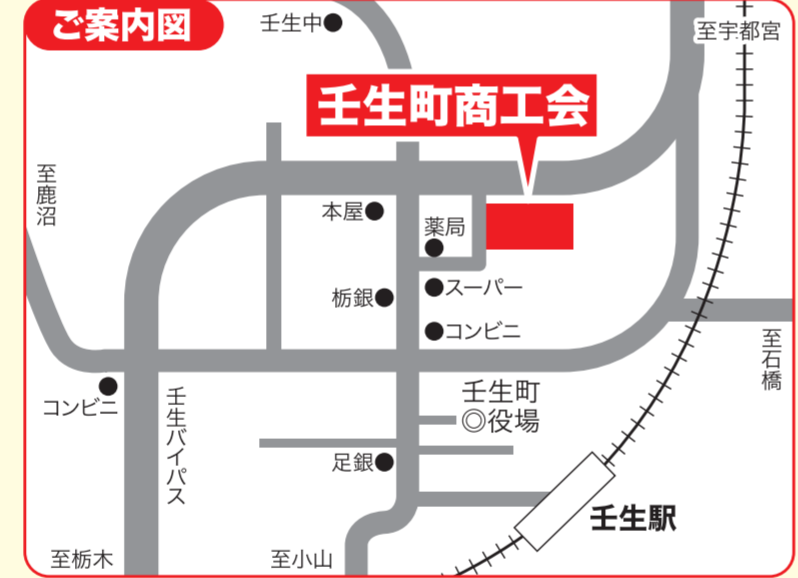 ご案内図
壬生中
至宇都宮
壬生町商工会
至鹿沼
本屋
薬局
栃銀
スーパー
コンビニ
至石橋
コンビニ
壬生バイパス
壬生町
◎役場
足銀
壬生駅
至栃木
至小山